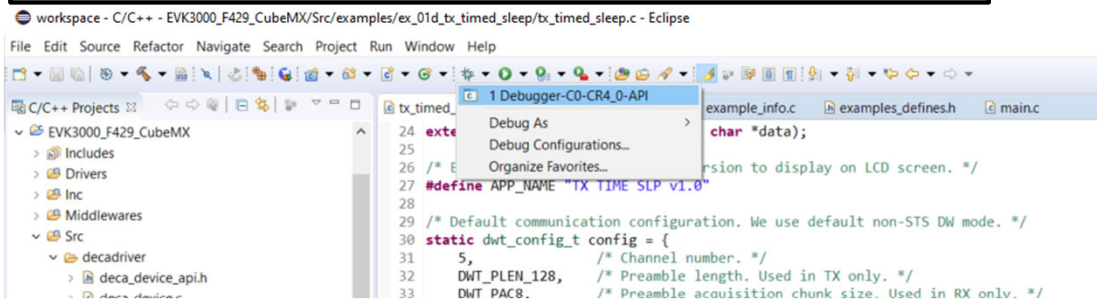 workspace - C/C++ - EVK3000_F429_CubeMX/Src/examples/ex_01d_tx_timed_sleep/tx_timed_sleep.c - Eclipse
File Edit Source Refactor Navigate Search Project Run Window Help
C/C++ Projects
tx_timed_
example_info.c
examples_defines.h
main.c
1 Debugger-C0-CR4_0-API
Debug As
Debug Configurations...
Organize Favorites...
EVK3000_F429_CubeMX
Includes
Drivers
Inc
Middlewares
Src
decadriver
deca_device_api.h
deca_device.c
24 exte char *data);
25
26 /* E rsion to display on LCD screen. */
27 #define APP_NAME "TX TIME SLP v1.0"
28
29 /* Default communication configuration. We use default non-STS DW mode. */
30 static dwt_config_t config = {
31 5, /* Channel number. */
32 DWT_PLEN_128, /* Preamble length. Used in TX only. */
33 DWT_PAC8, /* Preamble acquisition chunk size. Used in RX only. */